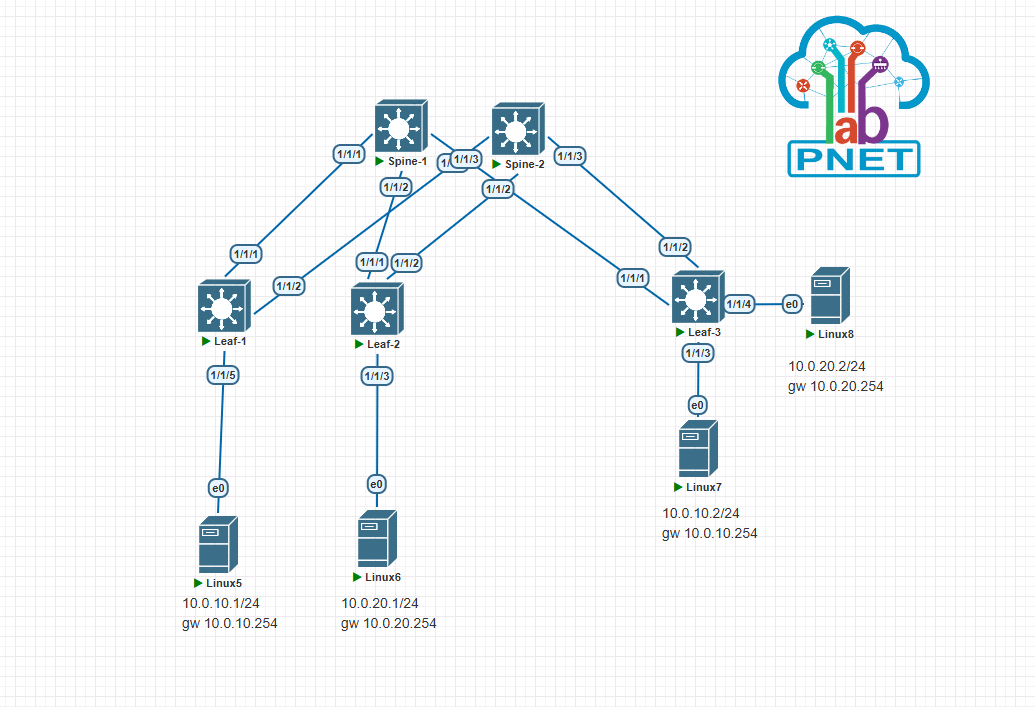 lab
PNET
Spine-1
Spine-2
1/1/1
1/1/3
1/1/3
1/1/2
1/1/2
1/1/1
1/1/2
1/1/1
1/1/2
1/1/2
1/1/1
Leaf-1
Leaf-2
Leaf-3
1/1/4
e0
Linux8
10.0.20.2/24
gw 10.0.20.254
1/1/5
1/1/3
1/1/3
e0
Linux7
10.0.10.2/24
gw 10.0.10.254
e0
e0
Linux5
Linux6
10.0.10.1/24
gw 10.0.10.254
10.0.20.1/24
gw 10.0.20.254